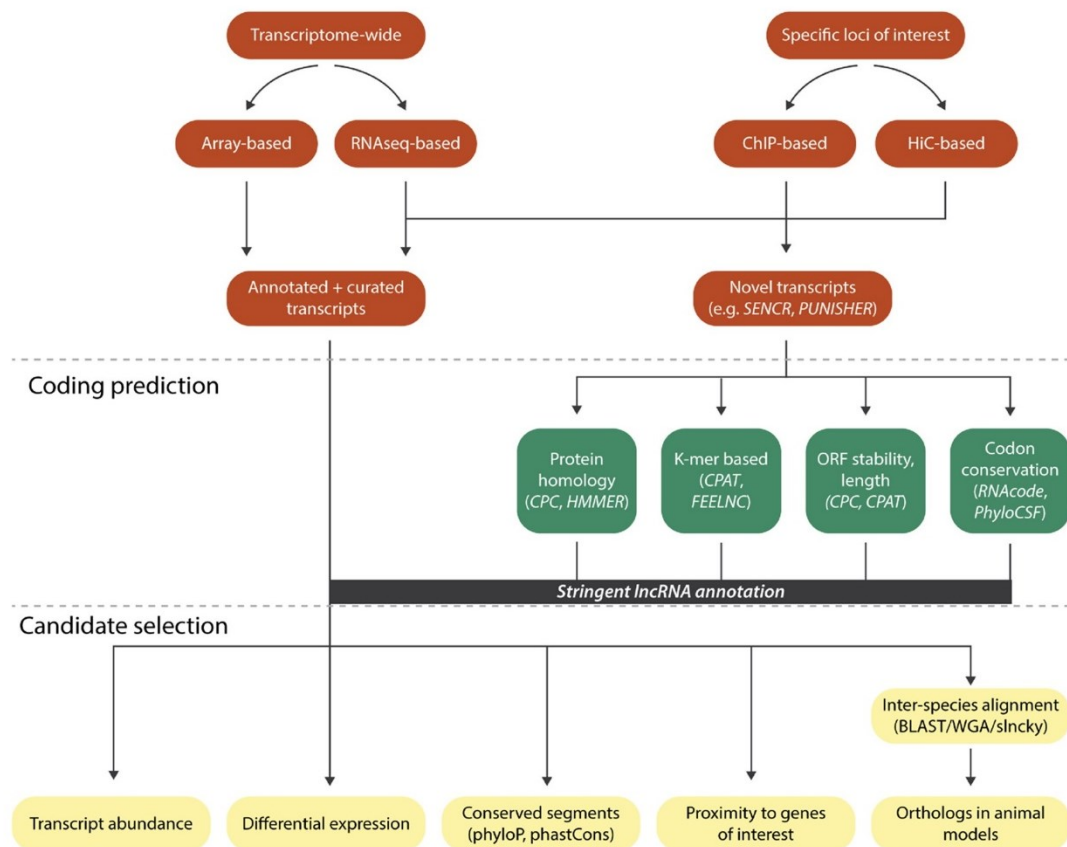 Transcriptome-wide
Specific loci of interest
Array-based
RNAseq-based
ChIP-based
HiC-based
Annotated + curated
transcripts
Novel transcripts
(e.g. SENCR, PUNISHER)
Coding prediction
Protein
homology
(CPC, HMMER)
K-mer based
(CPAT,
FEELNC)
ORF stability,
length
(CPC, CPAT)
Codon
conservation
(RNAcode,
PhyloCSF)
Stringent lncRNA annotation
Candidate selection
Inter-species alignment
(BLAST/WGA/slncky)
Transcript abundance
Differential expression
Conserved segments
(phyloP, phastCons)
Proximity to genes
of interest
Orthologs in animal
models